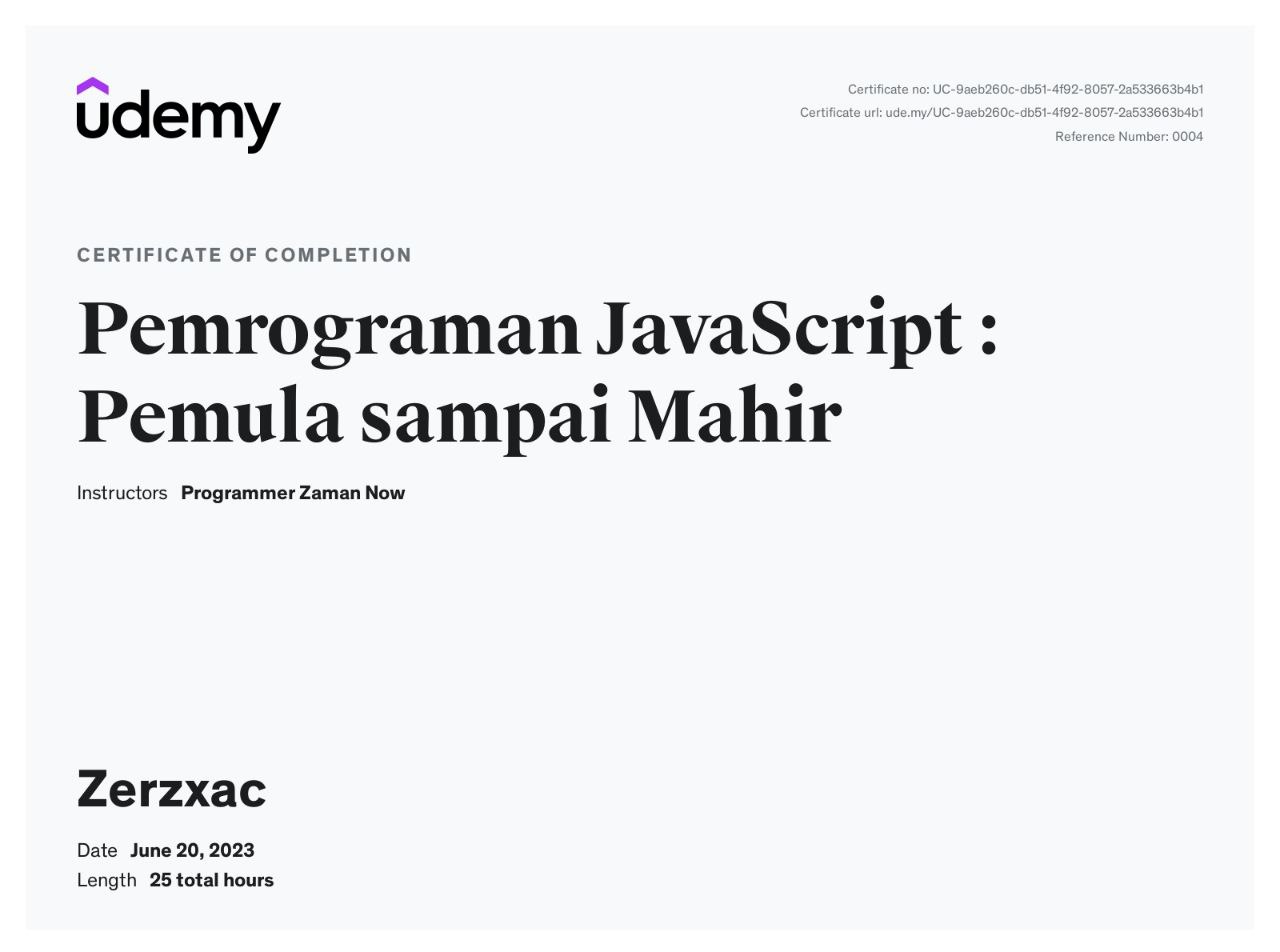 udemy
Certificate no: UC-9aeb260c-db51-4f92-8057-2a533663b4b1
Certificate url: ude.my/UC-9aeb260c-db51-4f92-8057-2a533663b4b1
Reference Number: 0004
CERTIFICATE OF COMPLETION
Pemrograman JavaScript :
Pemula sampai Mahir
Instructors Programmer Zaman Now
Zerzxac
Date June 20, 2023
Length 25 total hours